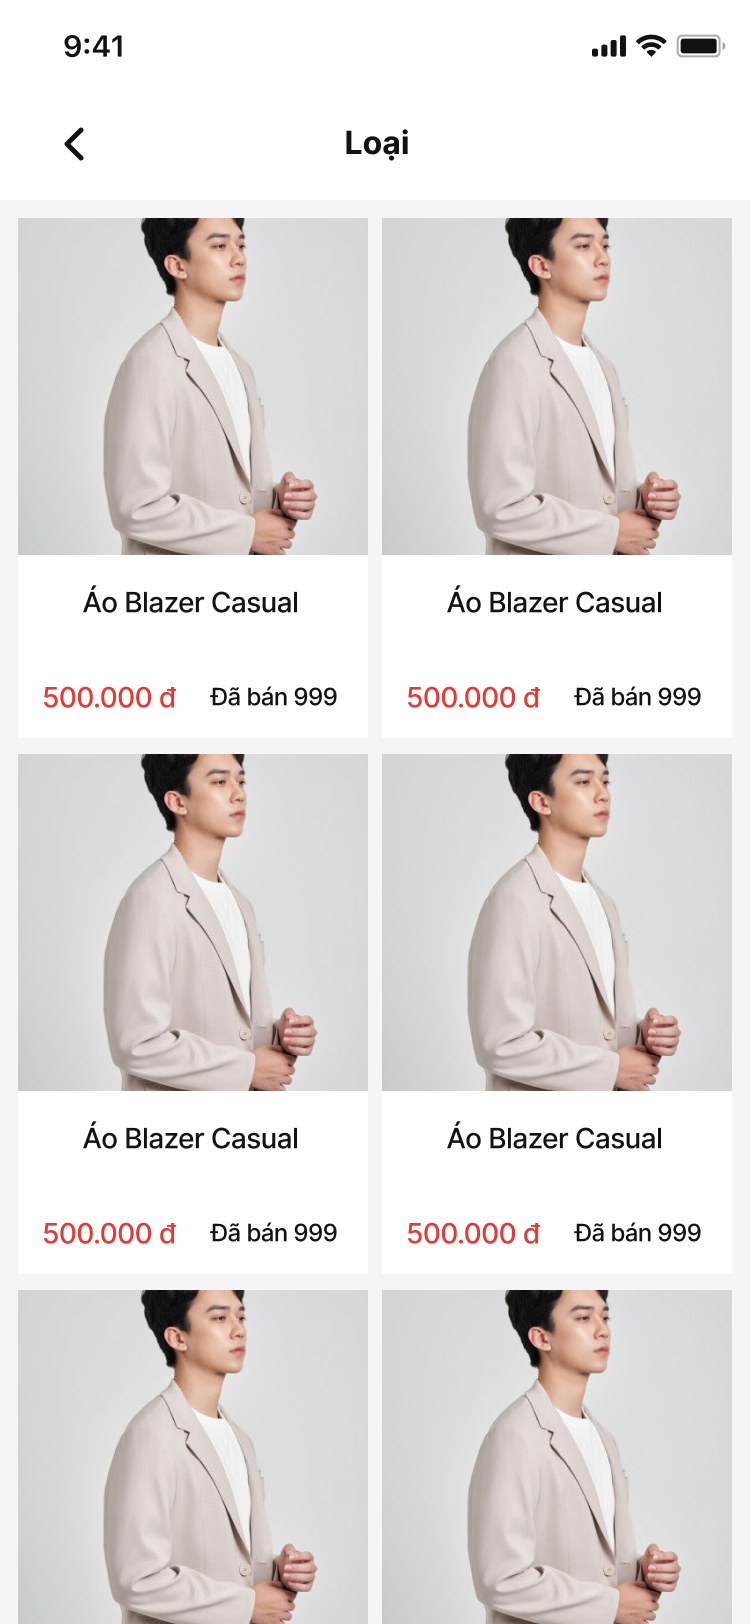 9:41
Loại
Áo Blazer Casual
Áo Blazer Casual
500.000 đ Đã bán 999
500.000 đ Đã bán 999
Áo Blazer Casual
Áo Blazer Casual
500.000 đ Đã bán 999
500.000 đ Đã bán 999